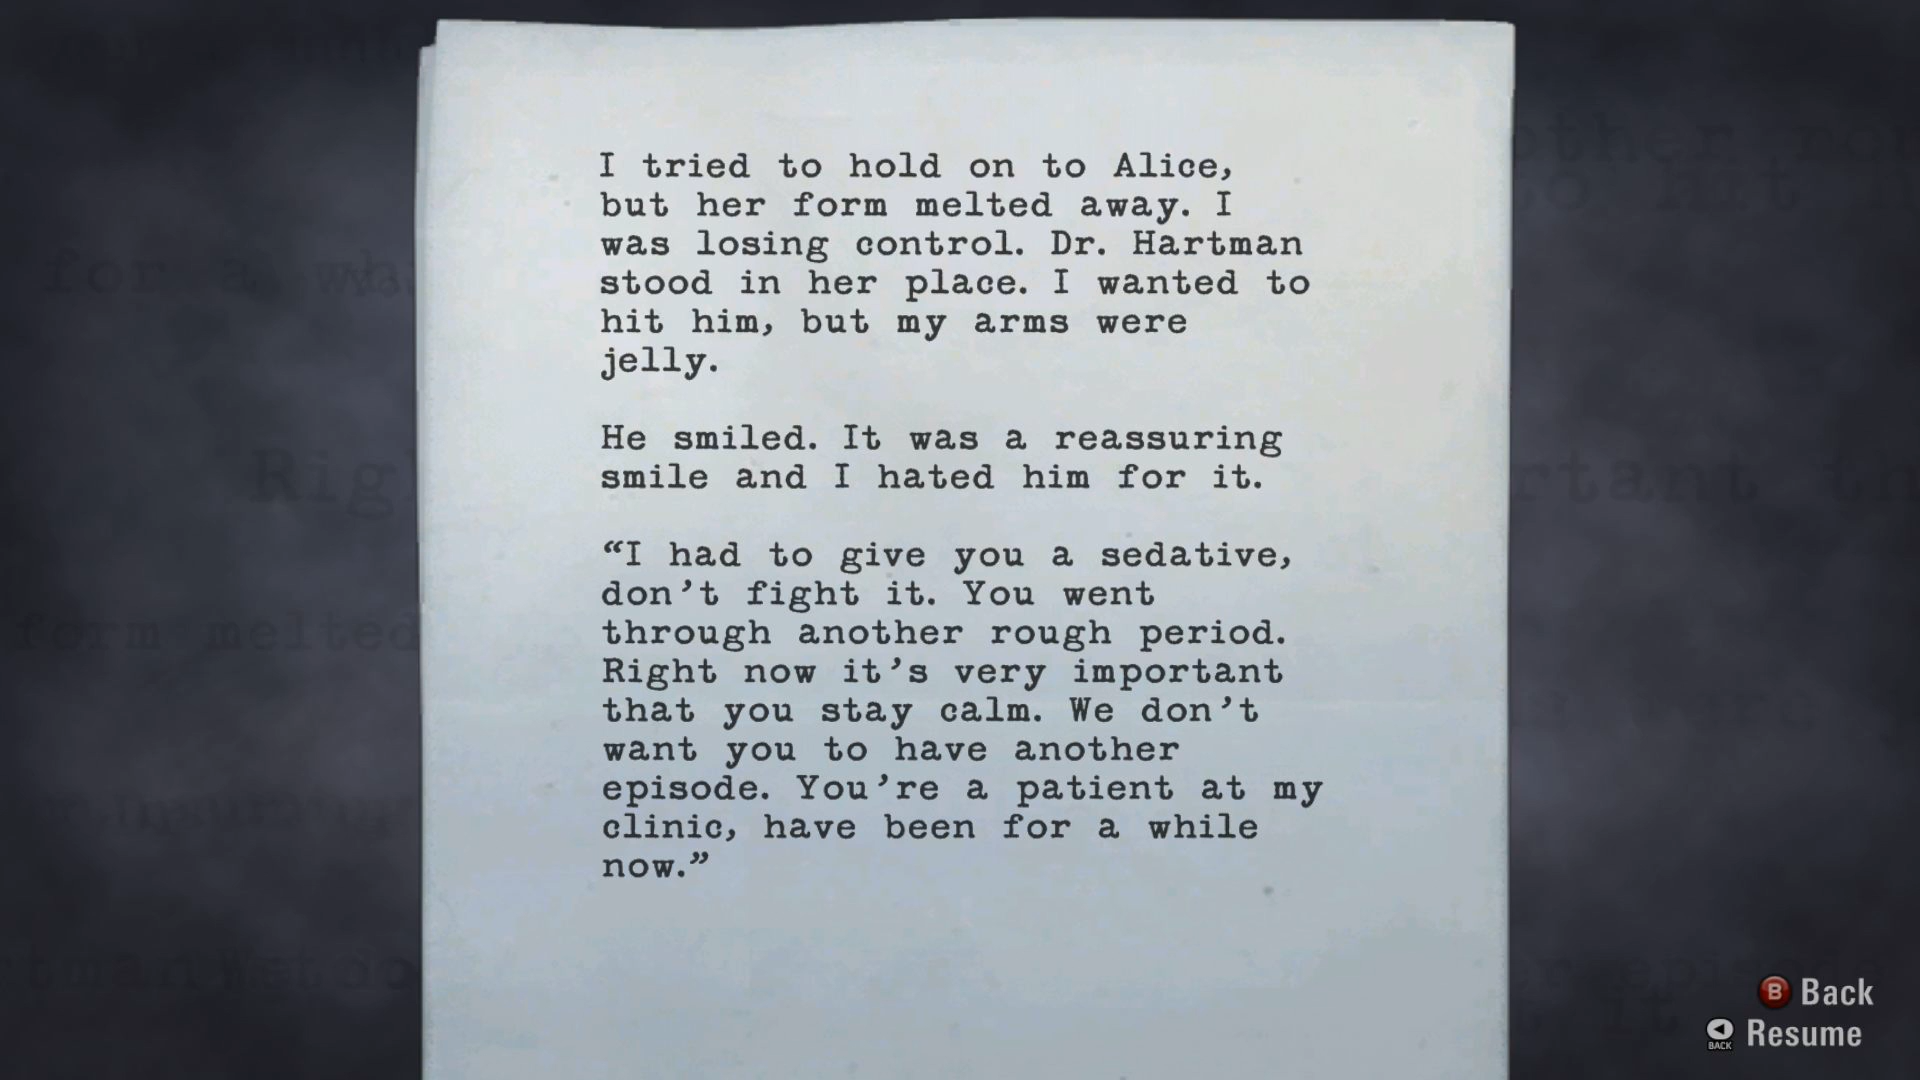 I tried to hold on to Alice,
but her form melted away. I
was losing control. Dr. Hartman
stood in her place. I wanted to
hit him, but my arms were
jelly.
He smiled. It was a reassuring
smile and I hated him for it.
“I had to give you a sedative,
don’t fight it. You went
through another rough period.
Right now it’s very important
that you stay calm. We don’t
want you to have another
episode. You’re a patient at my
clinic, have been for a while
now.”
B Back
BACK Resume